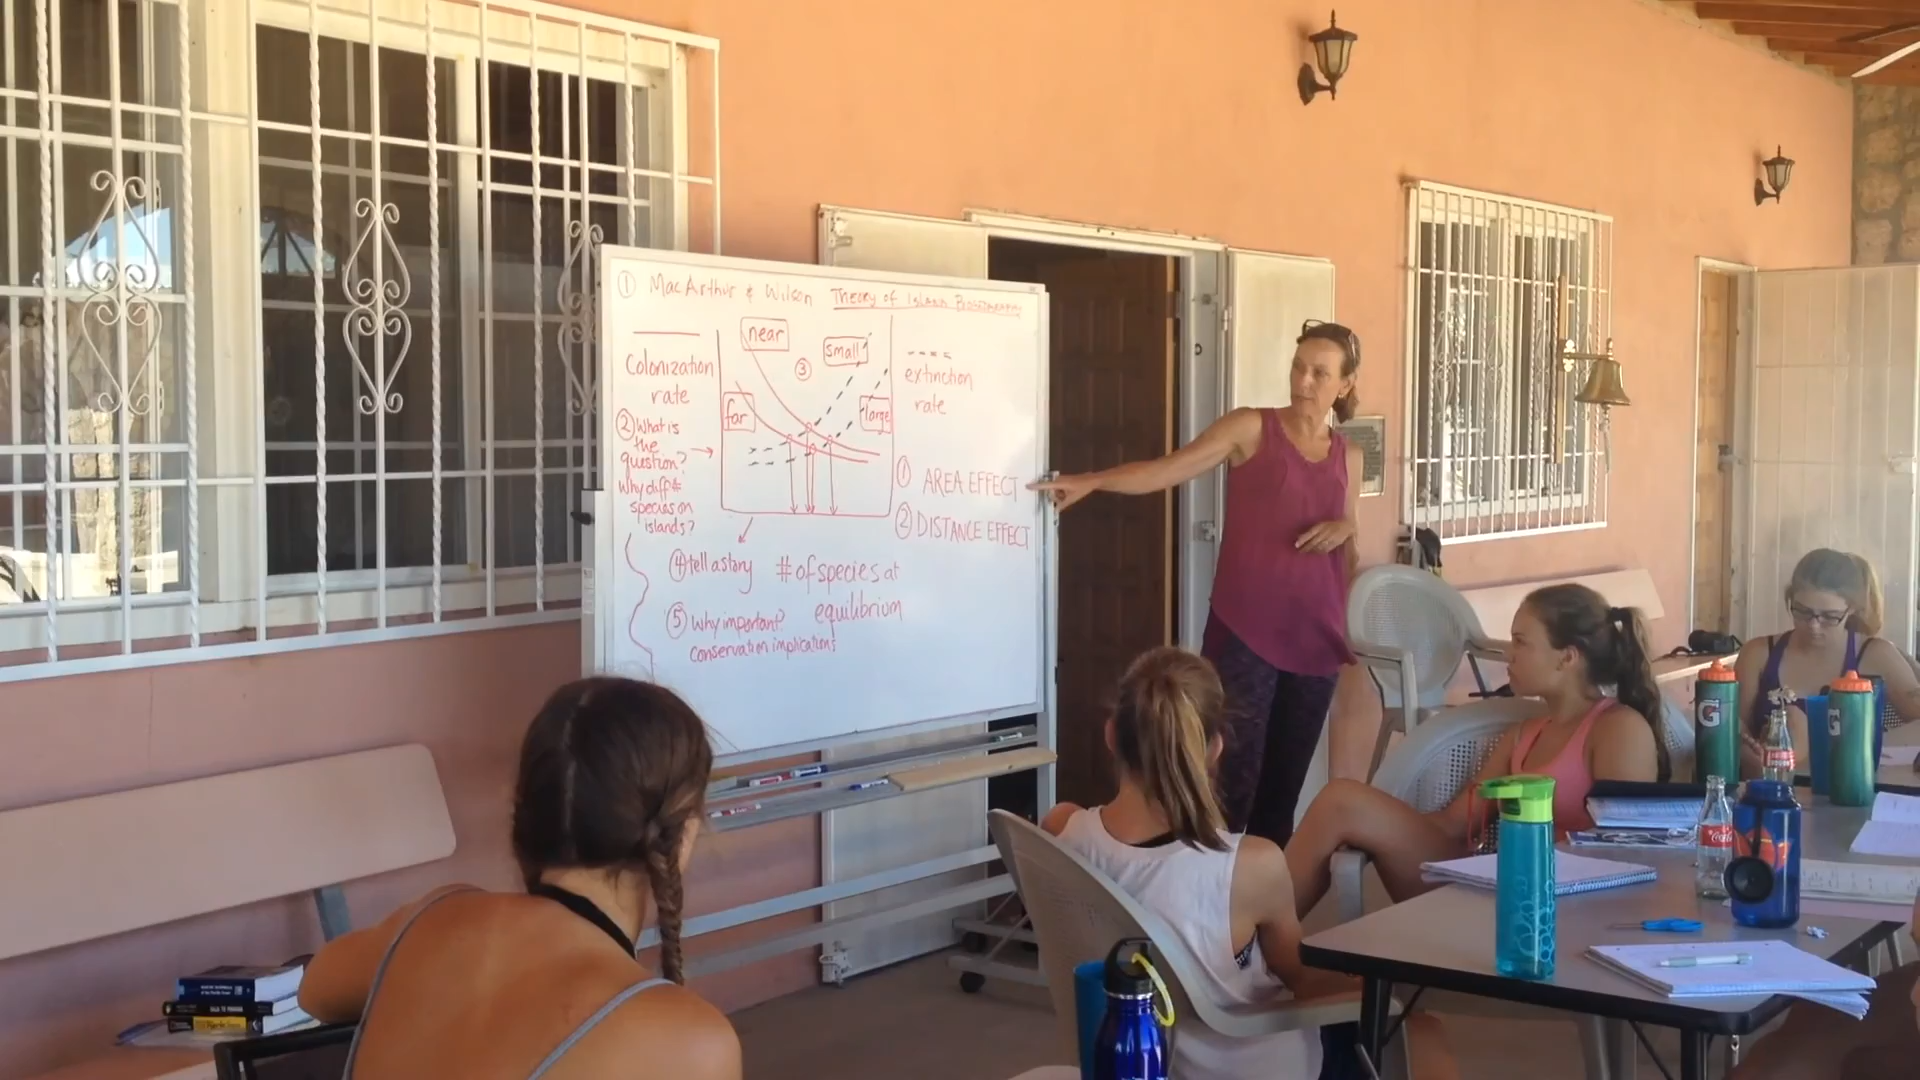 ① MacArthur & Wilson Theory of Island Biogeography
Colonization
rate
near
far
③
small
large
extinction
rate
② What is
the
question?
Why diff #
species on
islands?
① AREA EFFECT
② DISTANCE EFFECT
④ tell a story
# of species at
equilibrium
⑤ Why important?
conservation implications
G
G
Coca-Cola